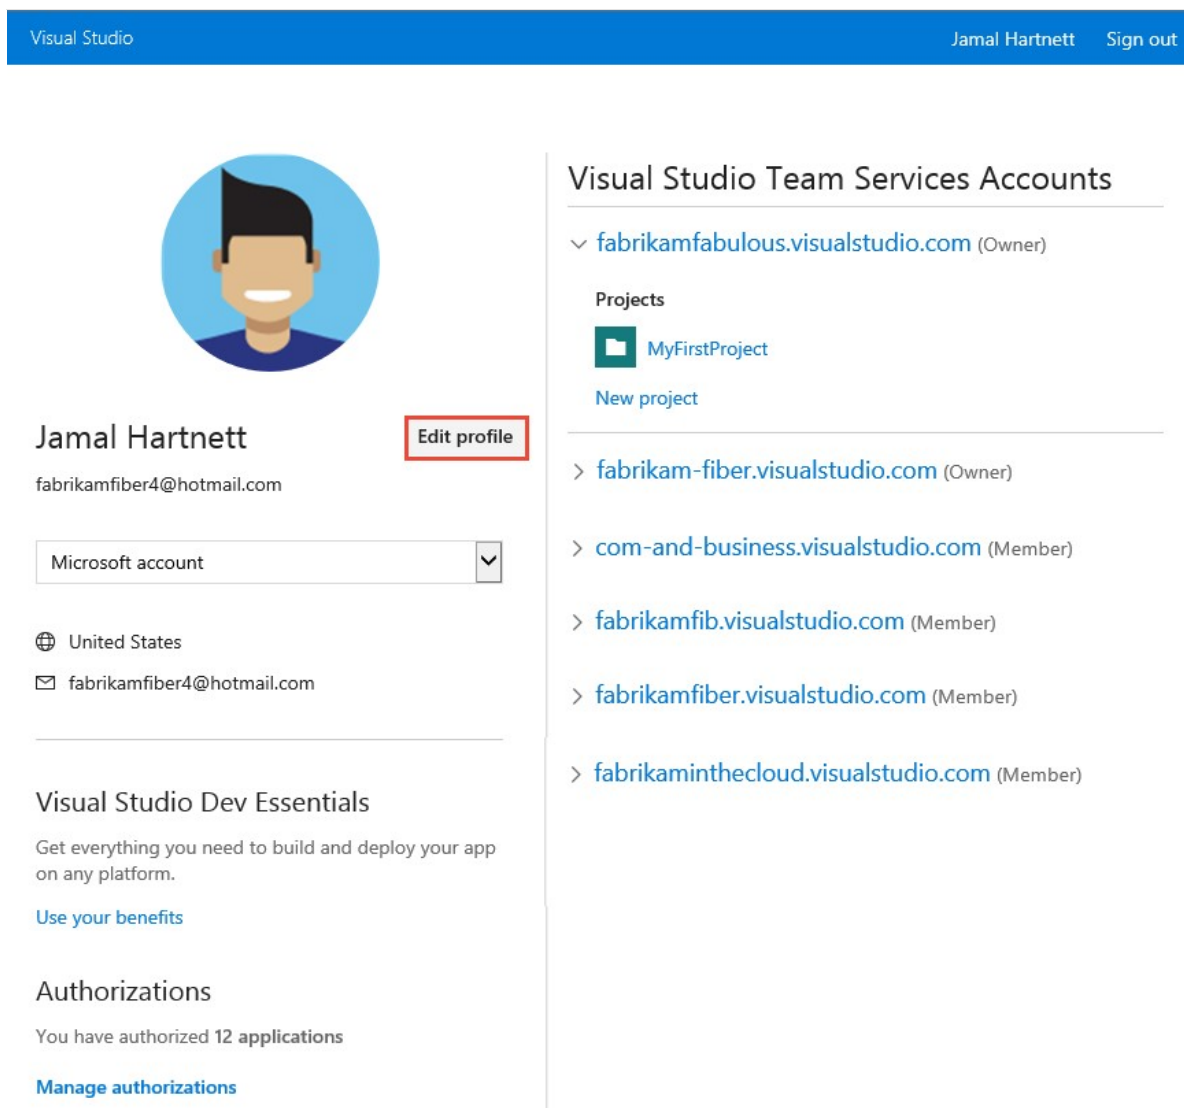 Visual Studio
Jamal Hartnett
Sign out
Jamal Hartnett
Edit profile
fabrikamfiber4@hotmail.com
Microsoft account
United States
fabrikamfiber4@hotmail.com
Visual Studio Dev Essentials
Get everything you need to build and deploy your app
on any platform.
Use your benefits
Authorizations
You have authorized 12 applications
Manage authorizations
Visual Studio Team Services Accounts
fabrikamfabulous.visualstudio.com (Owner)
Projects
MyFirstProject
New project
fabrikam-fiber.visualstudio.com (Owner)
com-and-business.visualstudio.com (Member)
fabrikamfib.visualstudio.com (Member)
fabrikamfiber.visualstudio.com (Member)
fabrikaminthecloud.visualstudio.com (Member)